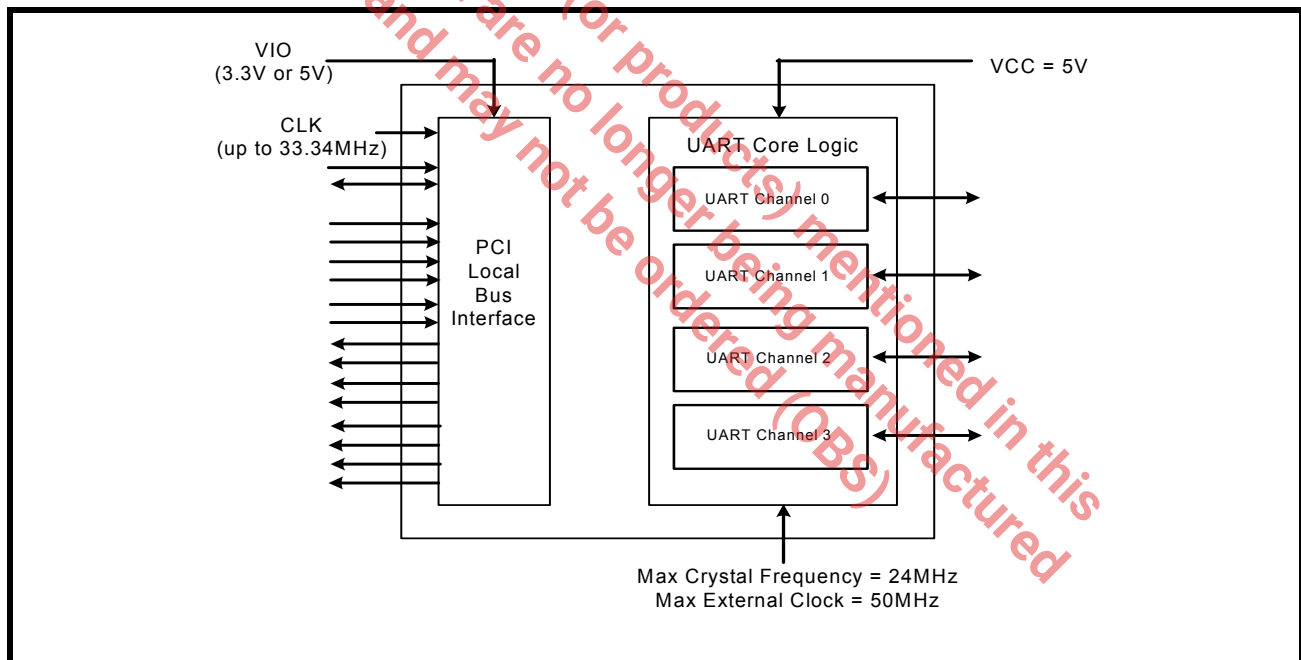 VIO
(3.3V or 5V)
VCC = 5V
CLK
(up to 33.34MHz)
PCI
Local
Bus
Interface
UART Core Logic
UART Channel 0
UART Channel 1
UART Channel 2
UART Channel 3
Max Crystal Frequency = 24MHz
Max External Clock = 50MHz
(or products) mentioned in this
are no longer being manufactured
and may not be ordered (OBS)